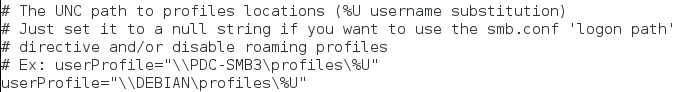 # The UNC path to profiles locations (%U username substitution)
# Just set it to a null string if you want to use the smb.conf 'logon path'
# directive and/or disable roaming profiles
# Ex: userProfile="\\PDC-SMB3\profiles\%U"
userProfile="\\DEBIAN\profiles\%U"